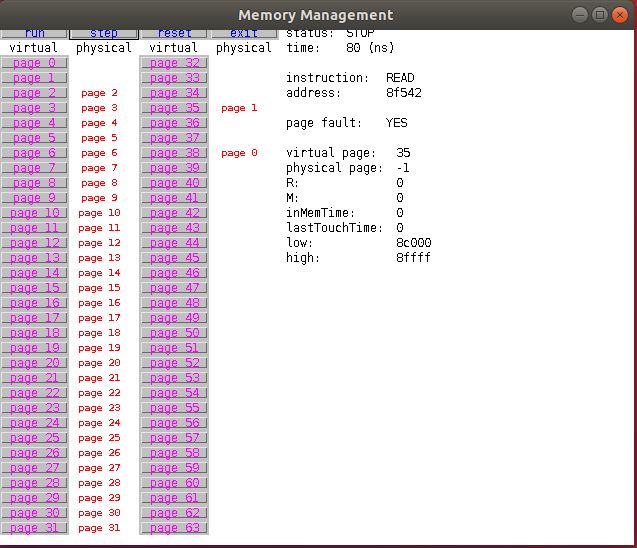 Memory Management
run step reset exit status: STOP
virtual physical virtual physical time: 80 (ns)
page 0 page 32
page 1 page 33 instruction: READ
page 2 page 2 page 34 address: 8f542
page 3 page 3 page 35 page 1
page 4 page 4 page 36 page fault: YES
page 5 page 5 page 37
page 6 page 6 page 38 page 0 virtual page: 35
page 7 page 7 page 39 physical page: -1
page 8 page 8 page 40 R: 0
page 9 page 9 page 41 M: 0
page 10 page 10 page 42 inMemTime: 0
page 11 page 11 page 43 lastTouchTime: 0
page 12 page 12 page 44 low: 8c000
page 13 page 13 page 45 high: 8ffff
page 14 page 14 page 46
page 15 page 15 page 47
page 16 page 16 page 48
page 17 page 17 page 49
page 18 page 18 page 50
page 19 page 19 page 51
page 20 page 20 page 52
page 21 page 21 page 53
page 22 page 22 page 54
page 23 page 23 page 55
page 24 page 24 page 56
page 25 page 25 page 57
page 26 page 26 page 58
page 27 page 27 page 59
page 28 page 28 page 60
page 29 page 29 page 61
page 30 page 30 page 62
page 31 page 31 page 63